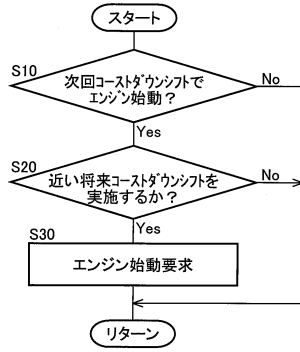 スタート
S10
次回コーストダウンシフトで
エンジン始動？
No
Yes
S20
近い将来コーストダウンシフトを
実施するか？
No
Yes
S30
エンジン始動要求
リターン